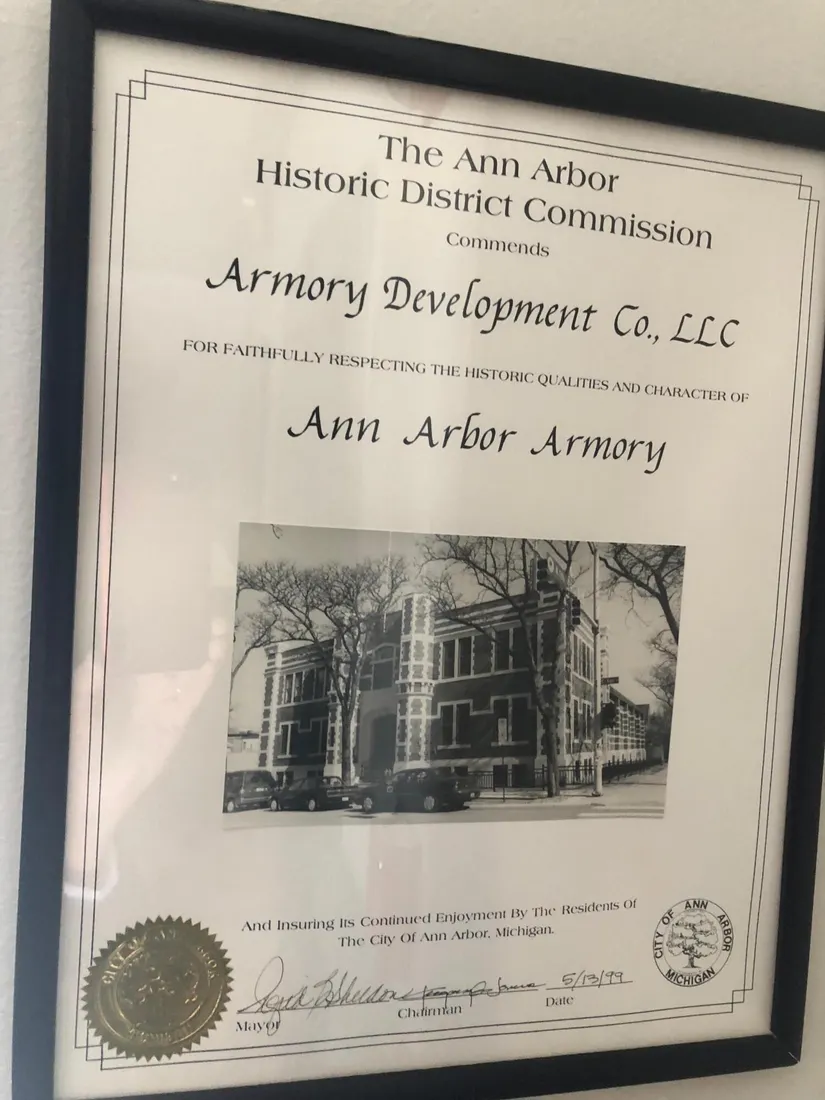 The Ann Arbor
Historic District Commission
Commends
Armory Development Co., LLC
FOR FAITHFULLY RESPECTING THE HISTORIC QUALITIES AND CHARACTER OF
Ann Arbor Armory
And Insuring Its Continued Enjoyment By The Residents Of
The City Of Ann Arbor, Michigan.
5/13/99
Mayor Chairman Date
CITY OF ANN ARBOR
MICHIGAN